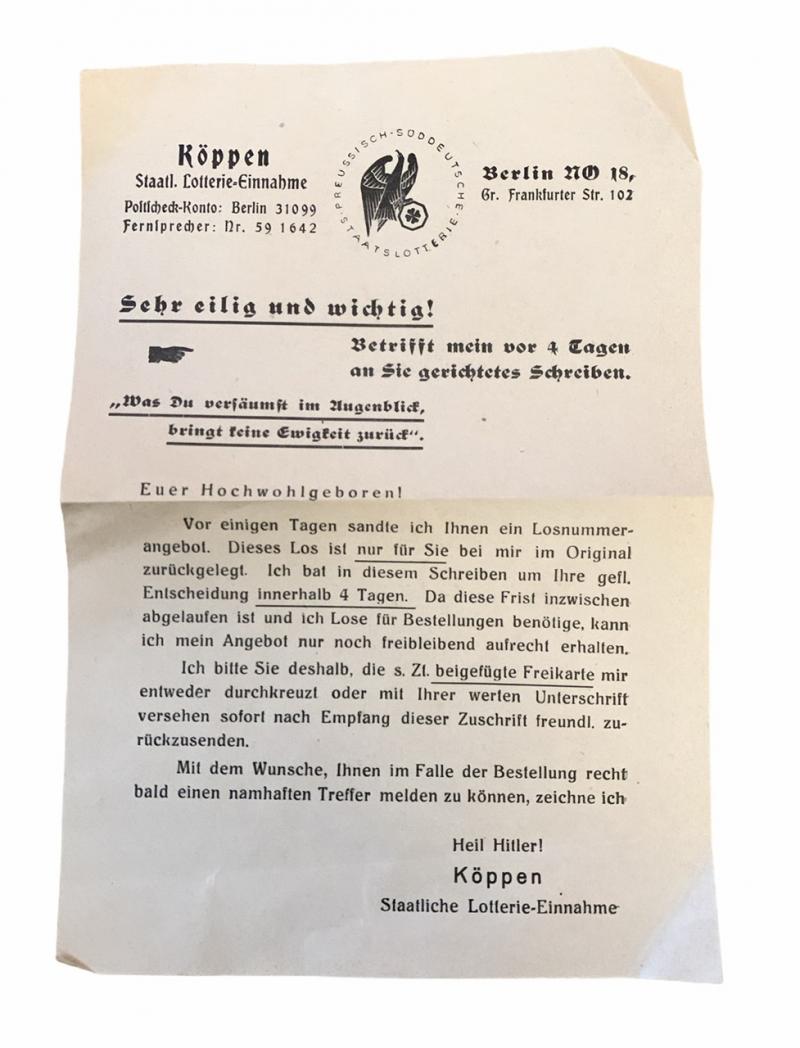 Köppen
Staatl. Lotterie-Einnahme
Postscheck-Konto: Berlin 31099
Fernsprecher: Nr. 59 1642
PREUSSISCH-SÜDDEUTSCHE
STAATSLOTTERIE
Berlin NO 18,
Gr. Frankfurter Str. 102
Sehr eilig und wichtig!
Betrifft mein vor 4 Tagen
an Sie gerichtetes Schreiben.
„Was Du versäumst im Augenblick,
bringt keine Ewigkeit zurück“.
Euer Hochwohlgeboren!
Vor einigen Tagen sandte ich Ihnen ein Losnummer-
angebot. Dieses Los ist nur für Sie bei mir im Original
zurückgelegt. Ich bat in diesem Schreiben um Ihre gefl.
Entscheidung innerhalb 4 Tagen. Da diese Frist inzwischen
abgelaufen ist und ich Lose für Bestellungen benötige, kann
ich mein Angebot nur noch freibleibend aufrecht erhalten.
Ich bitte Sie deshalb, die s. Zt. beigefügte Freikarte mir
entweder durchkreuzt oder mit Ihrer werten Unterschrift
versehen sofort nach Empfang dieser Zuschrift freundl. zu-
rückzusenden.
Mit dem Wunsche, Ihnen im Falle der Bestellung recht
bald einen namhaften Treffer melden zu können, zeichne ich
Heil Hitler!
Köppen
Staatliche Lotterie-Einnahme